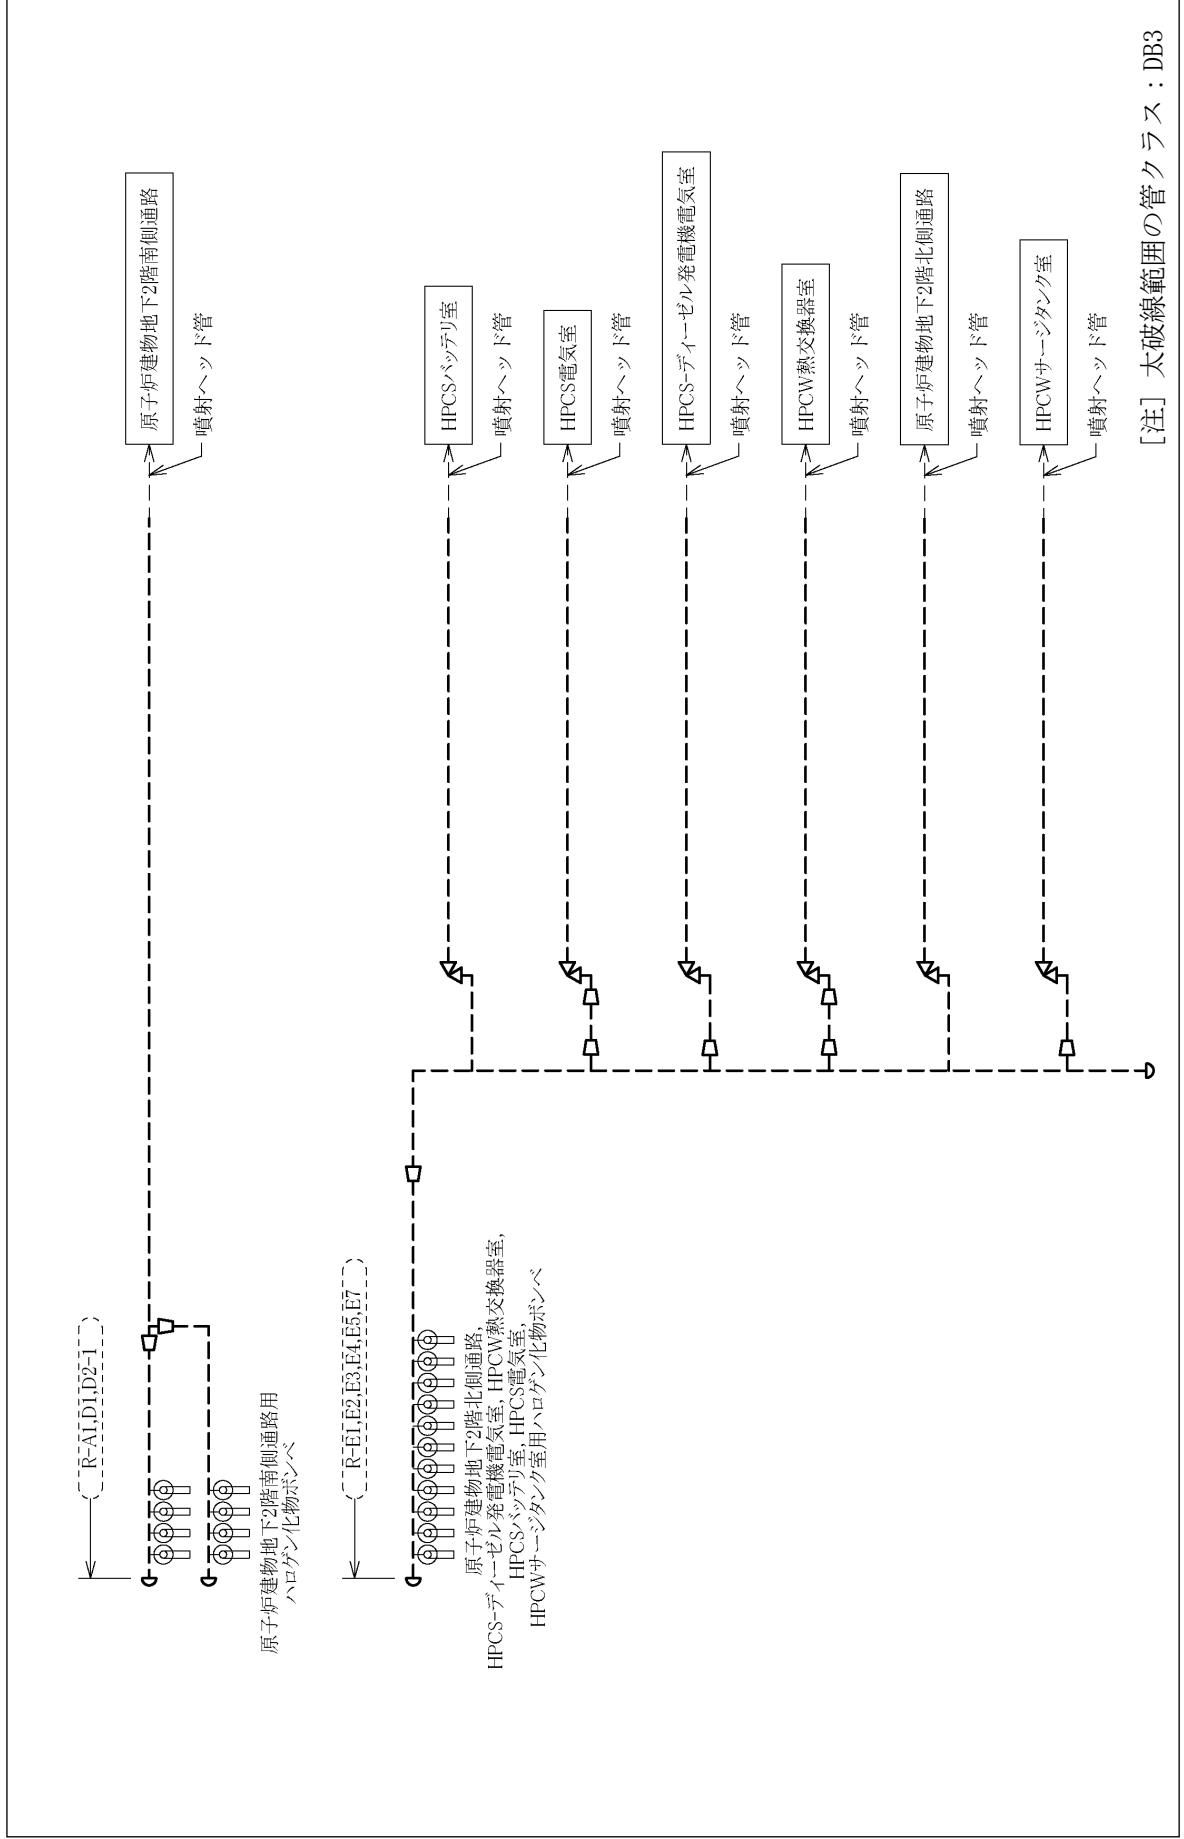 R-A1,D1,D2-1
原子炉建物地下2階南側通路用
ハロゲン化物ボンベ
原子炉建物地下2階南側通路
噴射ヘッド管
R-E1,E2,E3,E4,E5,E7
原子炉建物地下2階北側通路,
HPCS-ディーゼル発電機電気室, HPCW熱交換器室,
HPCSバッテリ室, HPCS電気室,
HPCWサージタンク室用ハロゲン化物ボンベ
HPCSバッテリ室
噴射ヘッド管
HPCS電気室
噴射ヘッド管
HPCS-ディーゼル発電機電気室
噴射ヘッド管
HPCW熱交換器室
噴射ヘッド管
原子炉建物地下2階北側通路
噴射ヘッド管
HPCWサージタンク室
噴射ヘッド管
[注] 太破線範囲の管クラス:DB3